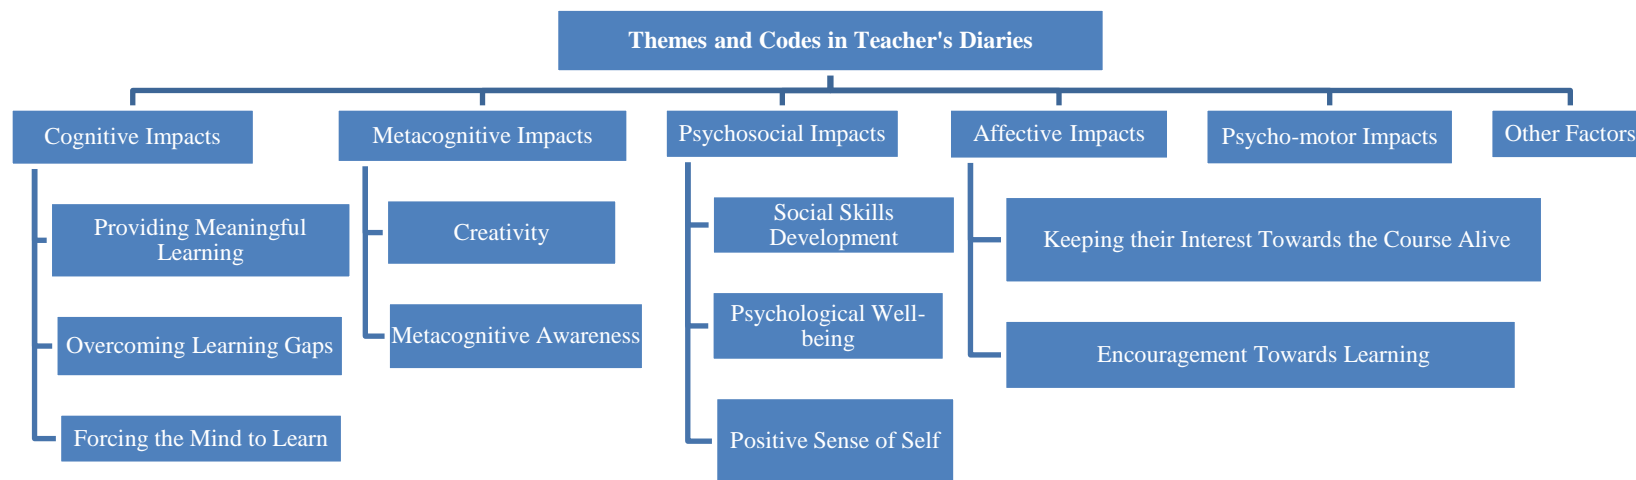 Themes and Codes in Teacher's Diaries
Cognitive Impacts
Metacognitive Impacts
Psychosocial Impacts
Affective Impacts
Psycho-motor Impacts
Other Factors
Providing Meaningful
Learning
Overcoming Learning Gaps
Forcing the Mind to Learn
Creativity
Metacognitive Awareness
Social Skills
Development
Psychological Well-
being
Positive Sense of Self
Keeping their Interest Towards the Course Alive
Encouragement Towards Learning